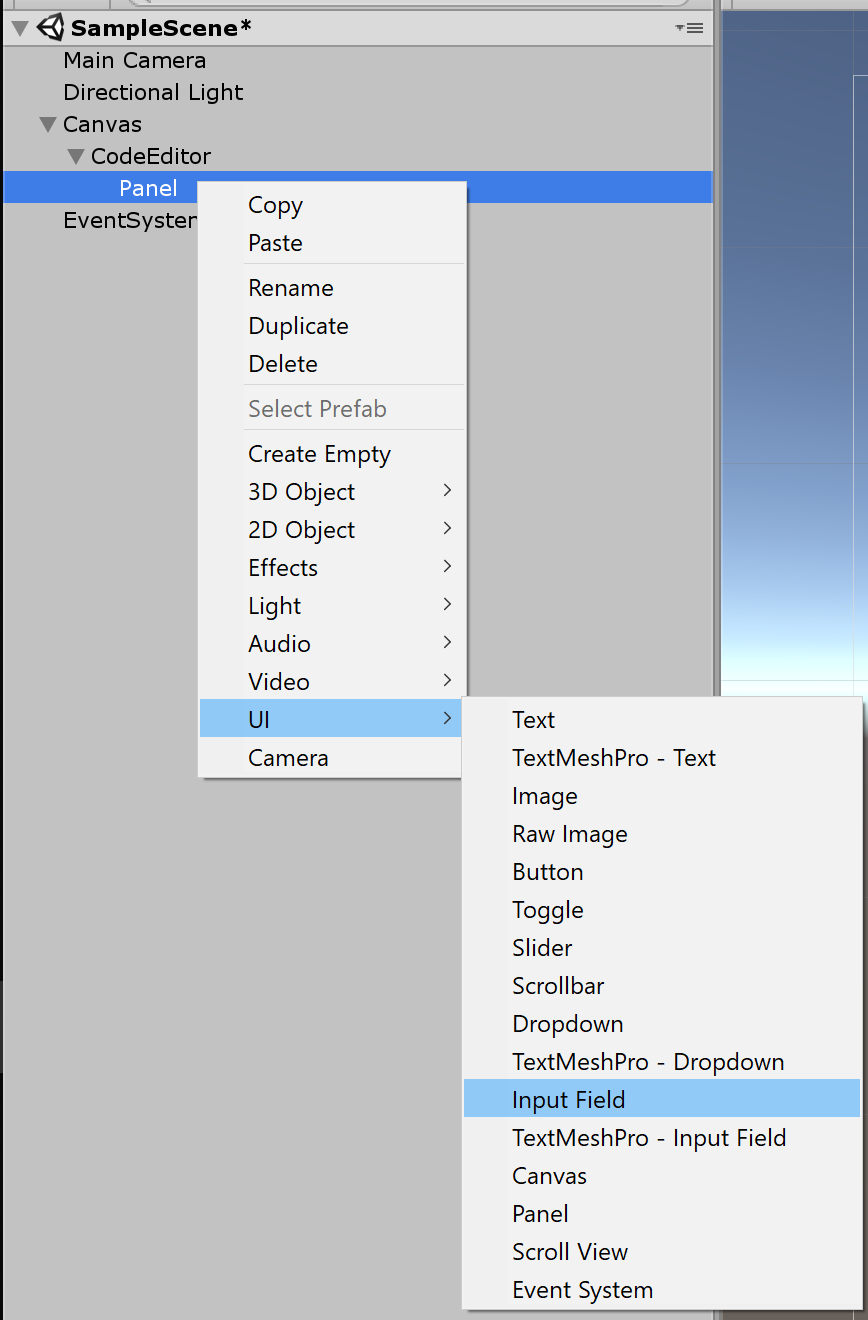 SampleScene*
Main Camera
Directional Light
Canvas
CodeEditor
Panel
EventSyster
Copy
Paste
Rename
Duplicate
Delete
Select Prefab
Create Empty
3D Object
2D Object
Effects
Light
Audio
Video
UI
Camera
Text
TextMeshPro - Text
Image
Raw Image
Button
Toggle
Slider
Scrollbar
Dropdown
TextMeshPro - Dropdown
Input Field
TextMeshPro - Input Field
Canvas
Panel
Scroll View
Event System